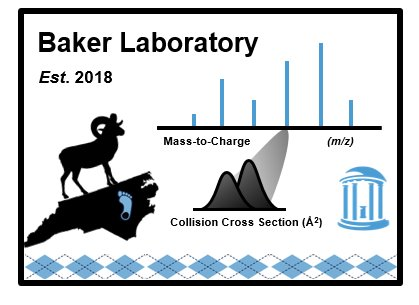 Baker Laboratory
Est. 2018
Mass-to-Charge (m/z)
Collision Cross Section (Å²)